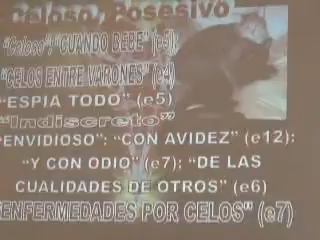 Celoso, Posesivo
"Celoso": "CUANDO BEBE" (e5);
"CELOS ENTRE VARONES" (e4)
"ESPIA TODO" (e5)
"Indiscreto"
"ENVIDIOSO": "CON AVIDEZ" (e12);
"Y CON ODIO" (e7); "DE LAS
CUALIDADES DE OTROS" (e6)
"ENFERMEDADES POR CELOS" (e7)